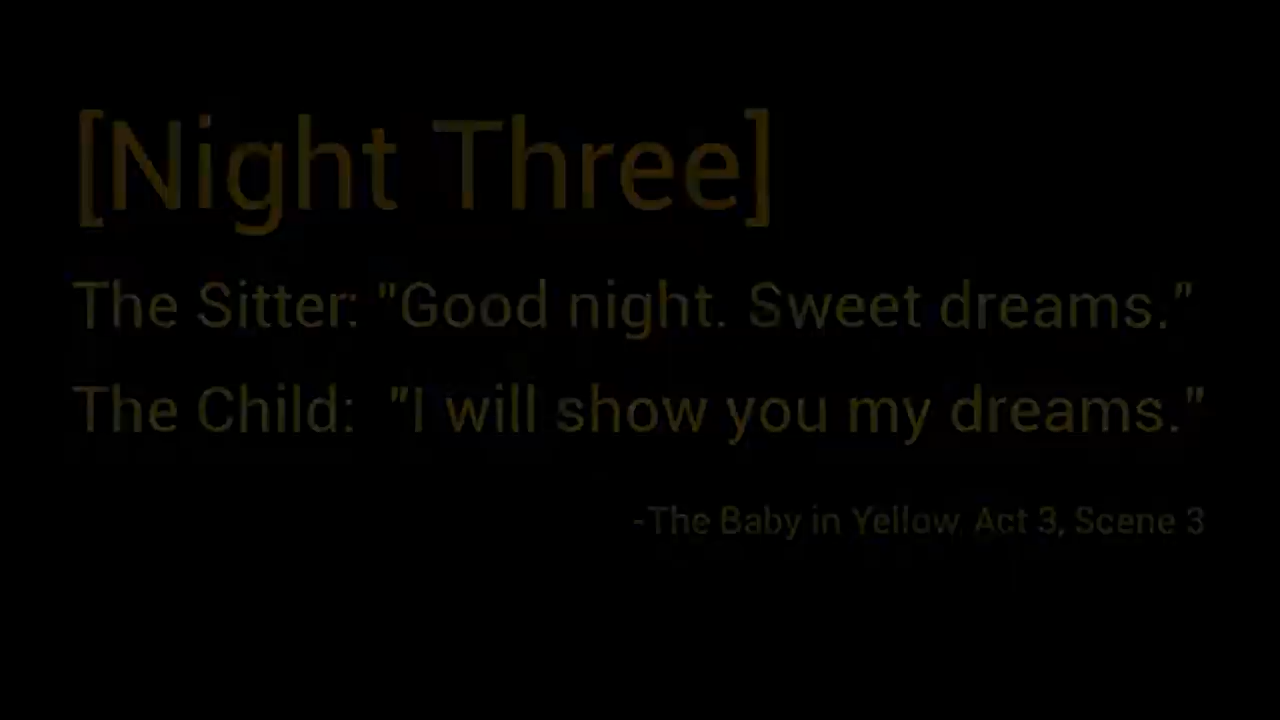 [Night Three]
The Sitter: "Good night. Sweet dreams."
The Child: "I will show you my dreams."
-The Baby in Yellow, Act 3, Scene 3